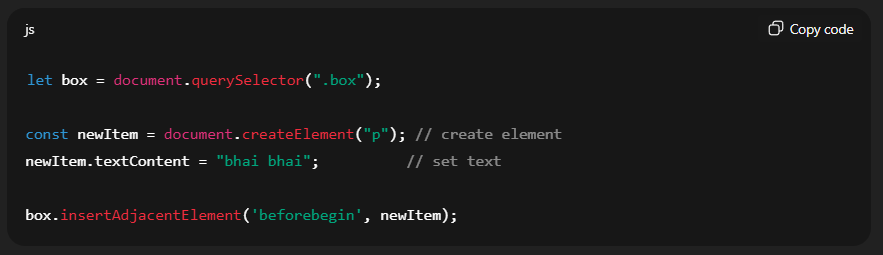 js
Copy code
let box = document.querySelector(".box");
const newItem = document.createElement("p"); // create element
newItem.textContent = "bhai bhai";          // set text
box.insertAdjacentElement('beforebegin', newItem);